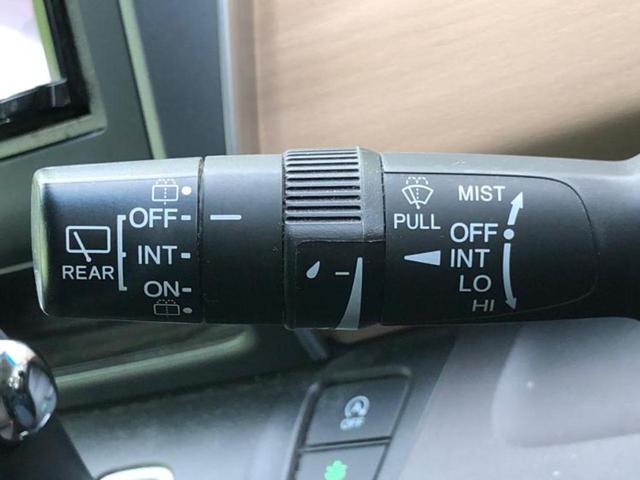 OFF
INT
ON
REAR
PULL
MIST
OFF
INT
LO
HI
OFF